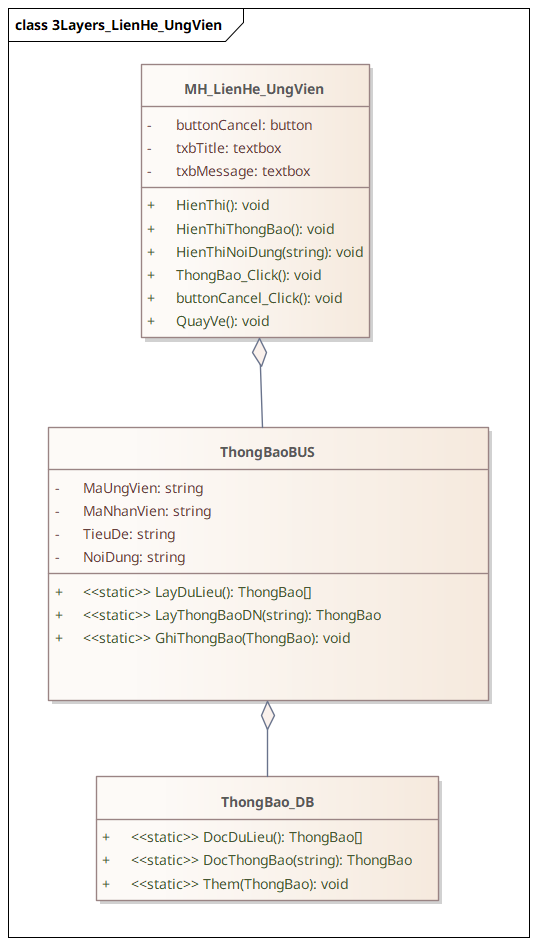 class 3Layers_LienHe_UngVien
MH_LienHe_UngVien
- buttonCancel: button
- txbTitle: textbox
- txbMessage: textbox
+ HienThi(): void
+ HienThiThongBao(): void
+ HienThiNoiDung(string): void
+ ThongBao_Click(): void
+ buttonCancel_Click(): void
+ QuayVe(): void
ThongBaoBUS
- MaUngVien: string
- MaNhanVien: string
- TieuDe: string
- NoiDung: string
+ <<static>> LayDuLieu(): ThongBao[]
+ <<static>> LayThongBaoDN(string): ThongBao
+ <<static>> GhiThongBao(ThongBao): void
ThongBao_DB
+ <<static>> DocDuLieu(): ThongBao[]
+ <<static>> DocThongBao(string): ThongBao
+ <<static>> Them(ThongBao): void